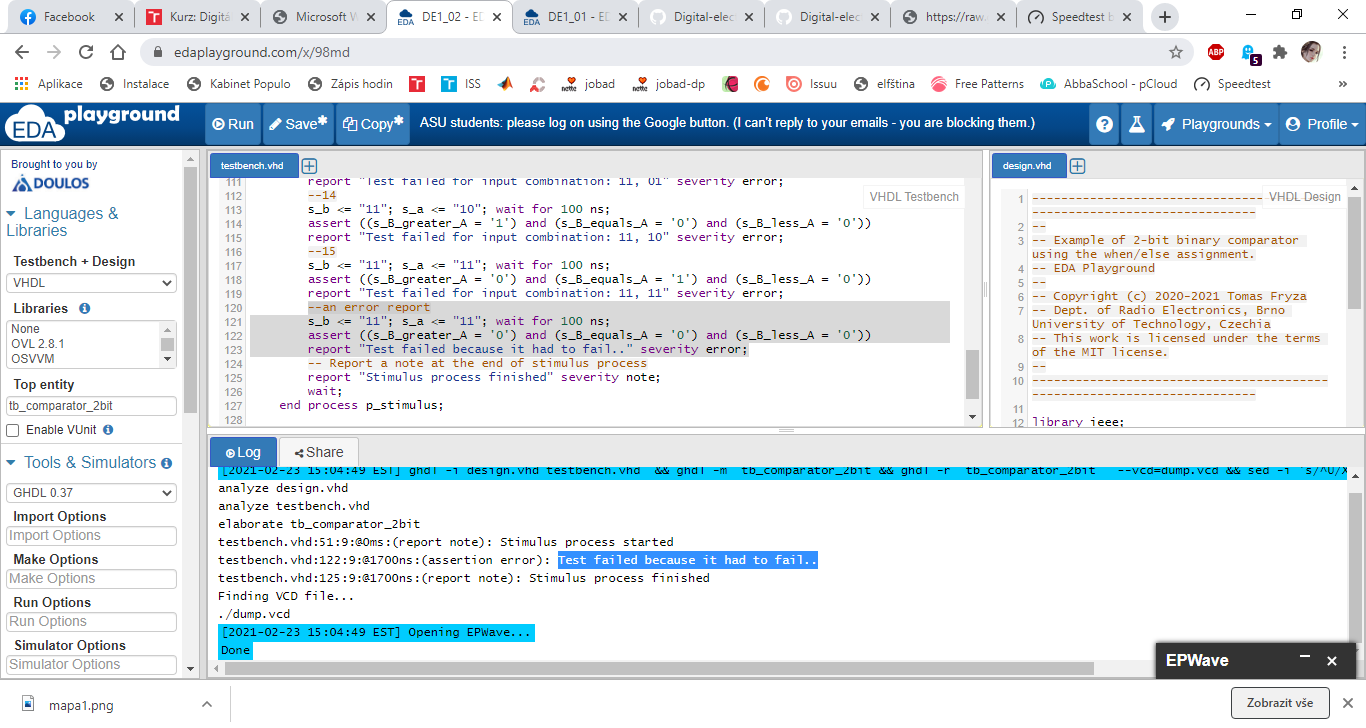 Facebook
Kurz: Digitá
Microsoft W
DE1_02 - ED
DE1_01 - ED
Digital-elec
Digital-elec
https://raw.
Speedtest b
edaplayground.com/x/98md
ABP
5
Aplikace
Instalace
Kabinet Populo
Zápis hodin
ISS
jobad
jobad-dp
Issuu
elfština
Free Patterns
AbbaSchool - pCloud
Speedtest
»
EDA playground
Run
Save*
Copy*
ASU students: please log on using the Google button. (I can't reply to your emails - you are blocking them.)
Playgrounds
Profile
Brought to you by
DOULOS
Languages &
Libraries
Testbench + Design
VHDL
Libraries
None
OVL 2.8.1
OSVVM
Top entity
tb_comparator_2bit
Enable VUnit
Tools & Simulators
GHDL 0.37
Import Options
Import Options
Make Options
Make Options
Run Options
Run Options
Simulator Options
Simulator Options
testbench.vhd
VHDL Testbench
111 report "Test failed for input combination: 11, 01" severity error;
112 --14
113 s_b <= "11"; s_a <= "10"; wait for 100 ns;
114 assert ((s_B_greater_A = '1') and (s_B_equals_A = '0') and (s_B_less_A = '0'))
115 report "Test failed for input combination: 11, 10" severity error;
116 --15
117 s_b <= "11"; s_a <= "11"; wait for 100 ns;
118 assert ((s_B_greater_A = '0') and (s_B_equals_A = '1') and (s_B_less_A = '0'))
119 report "Test failed for input combination: 11, 11" severity error;
120 --an error report
121 s_b <= "11"; s_a <= "11"; wait for 100 ns;
122 assert ((s_B_greater_A = '0') and (s_B_equals_A = '0') and (s_B_less_A = '0'))
123 report "Test failed because it had to fail.." severity error;
124 -- Report a note at the end of stimulus process
125 report "Stimulus process finished" severity note;
126 wait;
127 end process p_stimulus;
128
design.vhd
VHDL Design
1 --------------------------------
------------------------------
2 --
3 -- Example of 2-bit binary comparator
using the when/else assignment.
4 -- EDA Playground
5 --
6 -- Copyright (c) 2020-2021 Tomas Fryza
7 -- Dept. of Radio Electronics, Brno
University of Technology, Czechia
8 -- This work is licensed under the terms
of the MIT license.
9 --
10 ----------------------------------------
------------------------------
11
12 library ieee;
Log
Share
[2021-02-23 15:04:49 EST] ghdl -i design.vhd testbench.vhd && ghdl -m tb_comparator_2bit && ghdl -r tb_comparator_2bit --vcd=dump.vcd && sed -i 's/^U/X
analyze design.vhd
analyze testbench.vhd
elaborate tb_comparator_2bit
testbench.vhd:51:9:@0ms:(report note): Stimulus process started
testbench.vhd:122:9:@1700ns:(assertion error): Test failed because it had to fail..
testbench.vhd:125:9:@1700ns:(report note): Stimulus process finished
Finding VCD file...
./dump.vcd
[2021-02-23 15:04:49 EST] Opening EPWave...
Done
EPWave
mapa1.png
Zobrazit vše